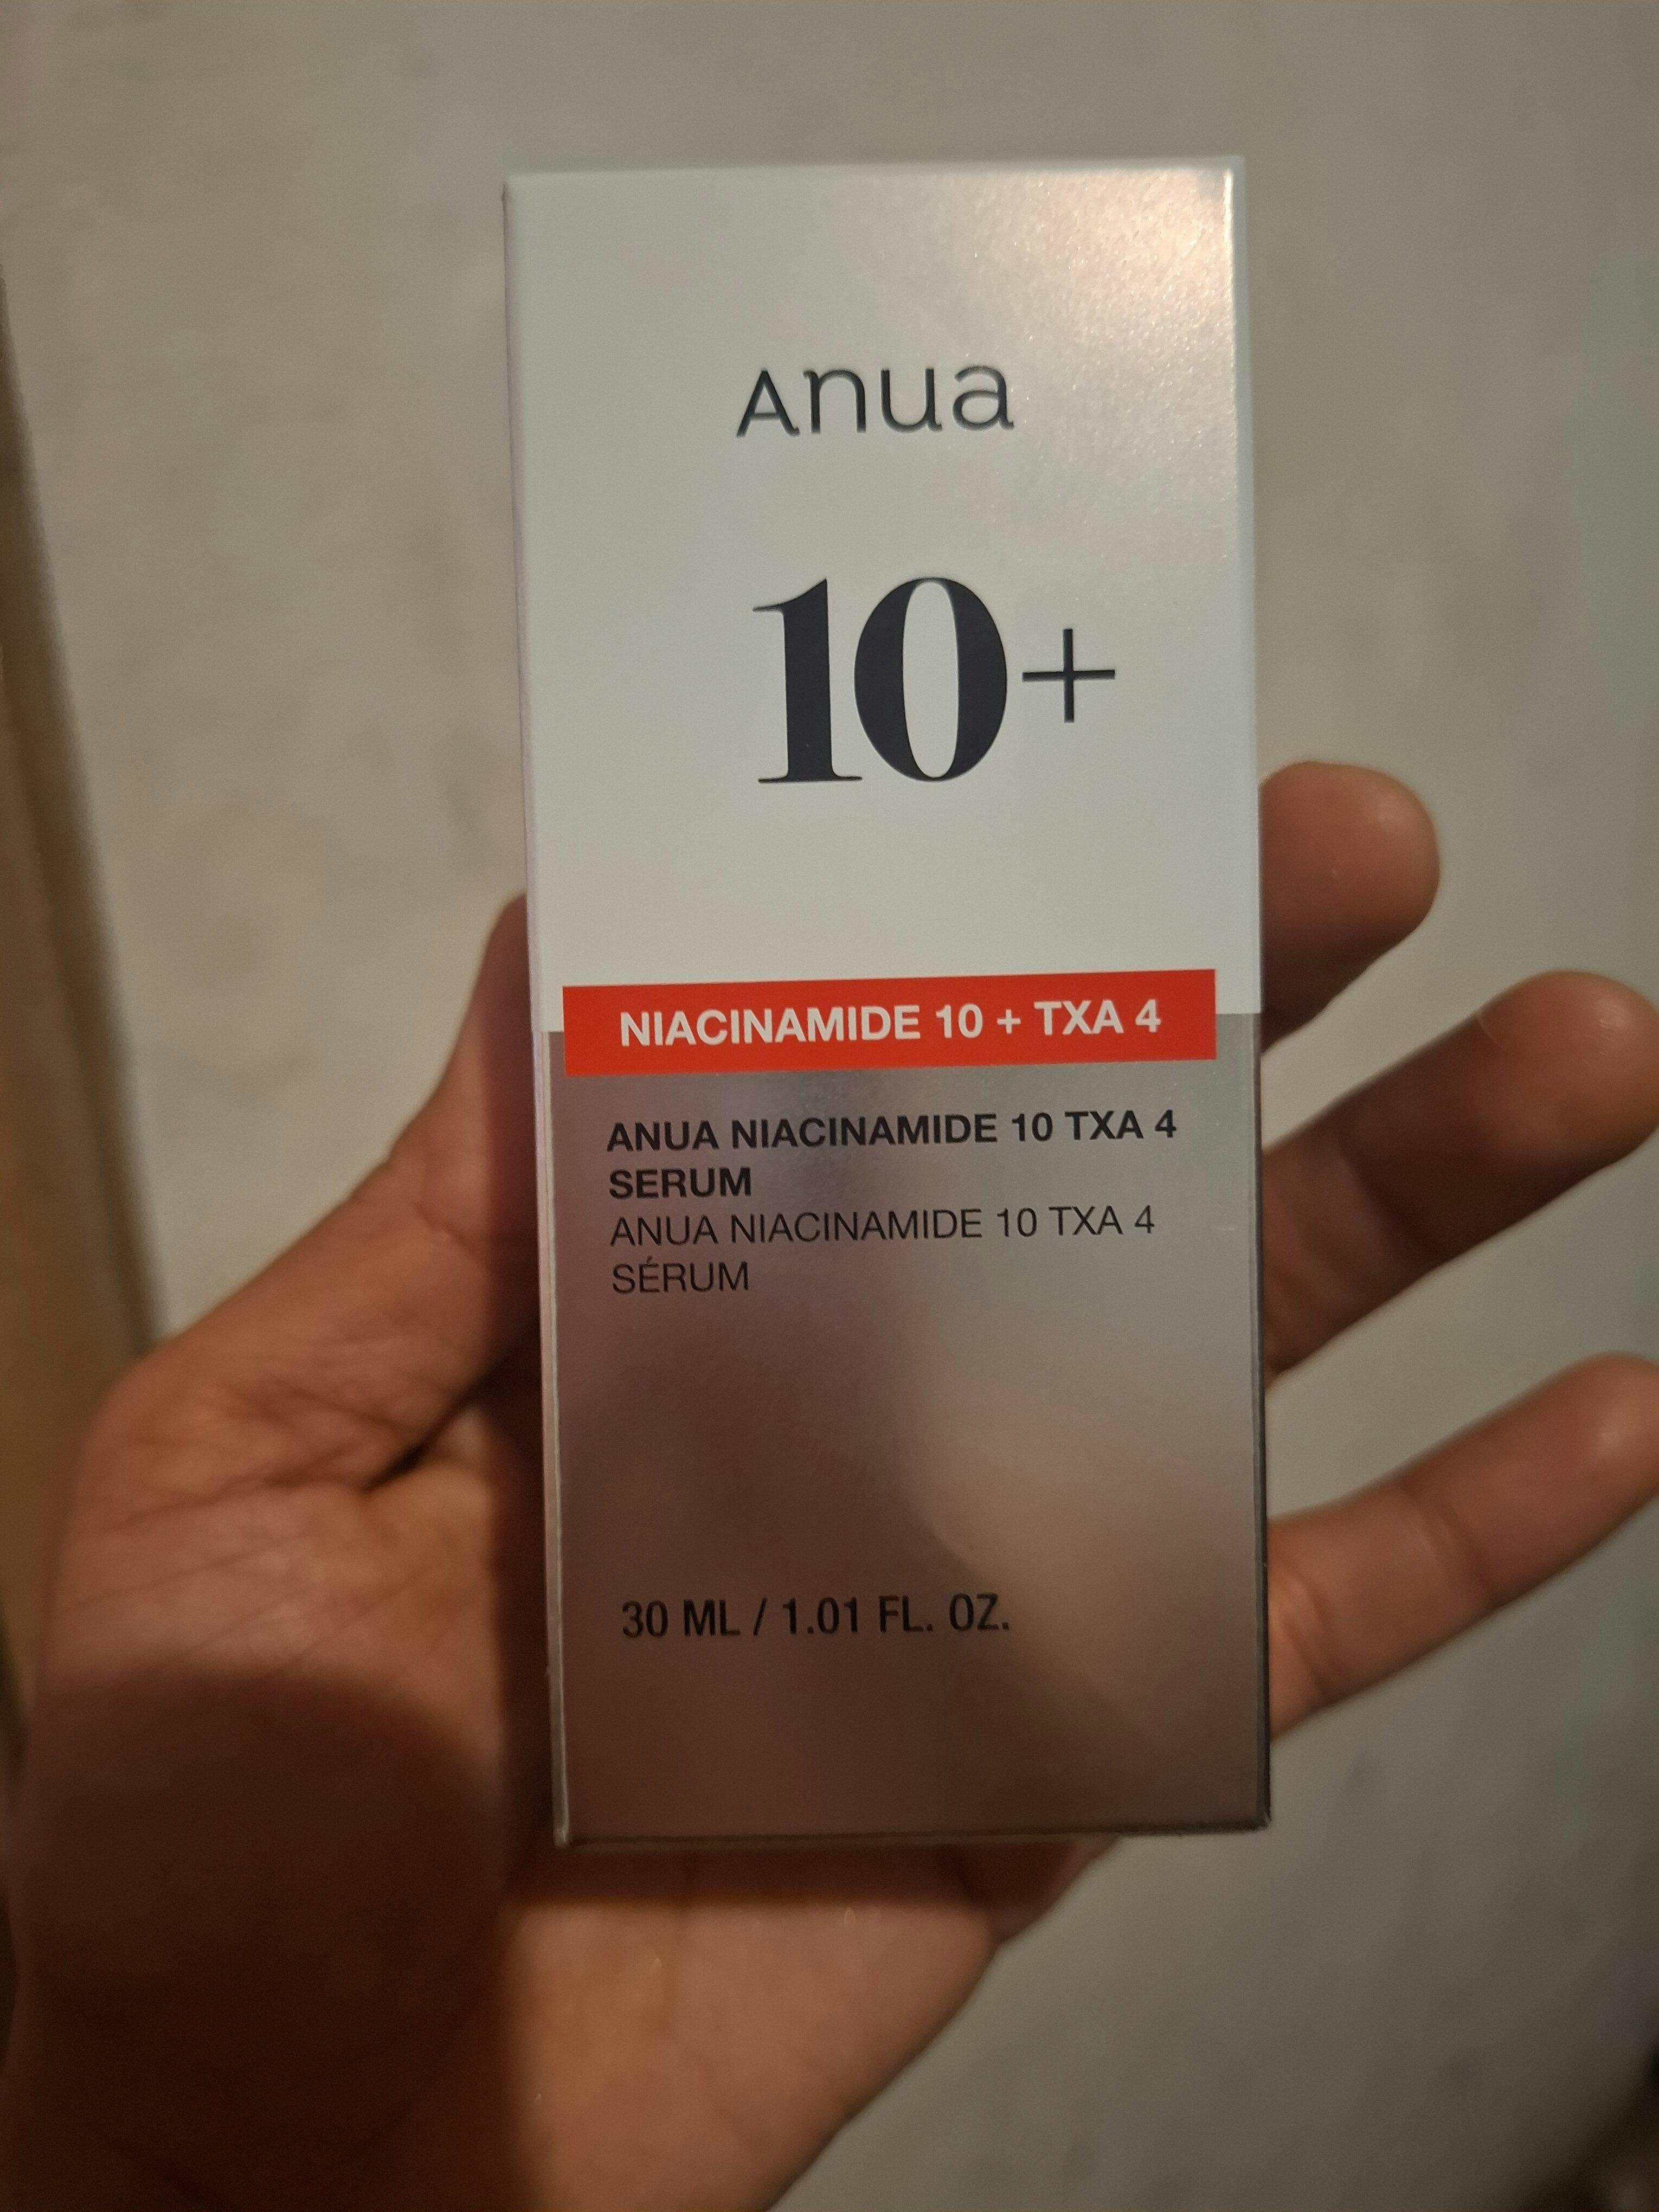 Anua
10+
NIACINAMIDE 10 + TXA 4
ANUA NIACINAMIDE 10 TXA 4
SERUM
ANUA NIACINAMIDE 10 TXA 4
SÉRUM
30 ML / 1.01 FL. OZ.